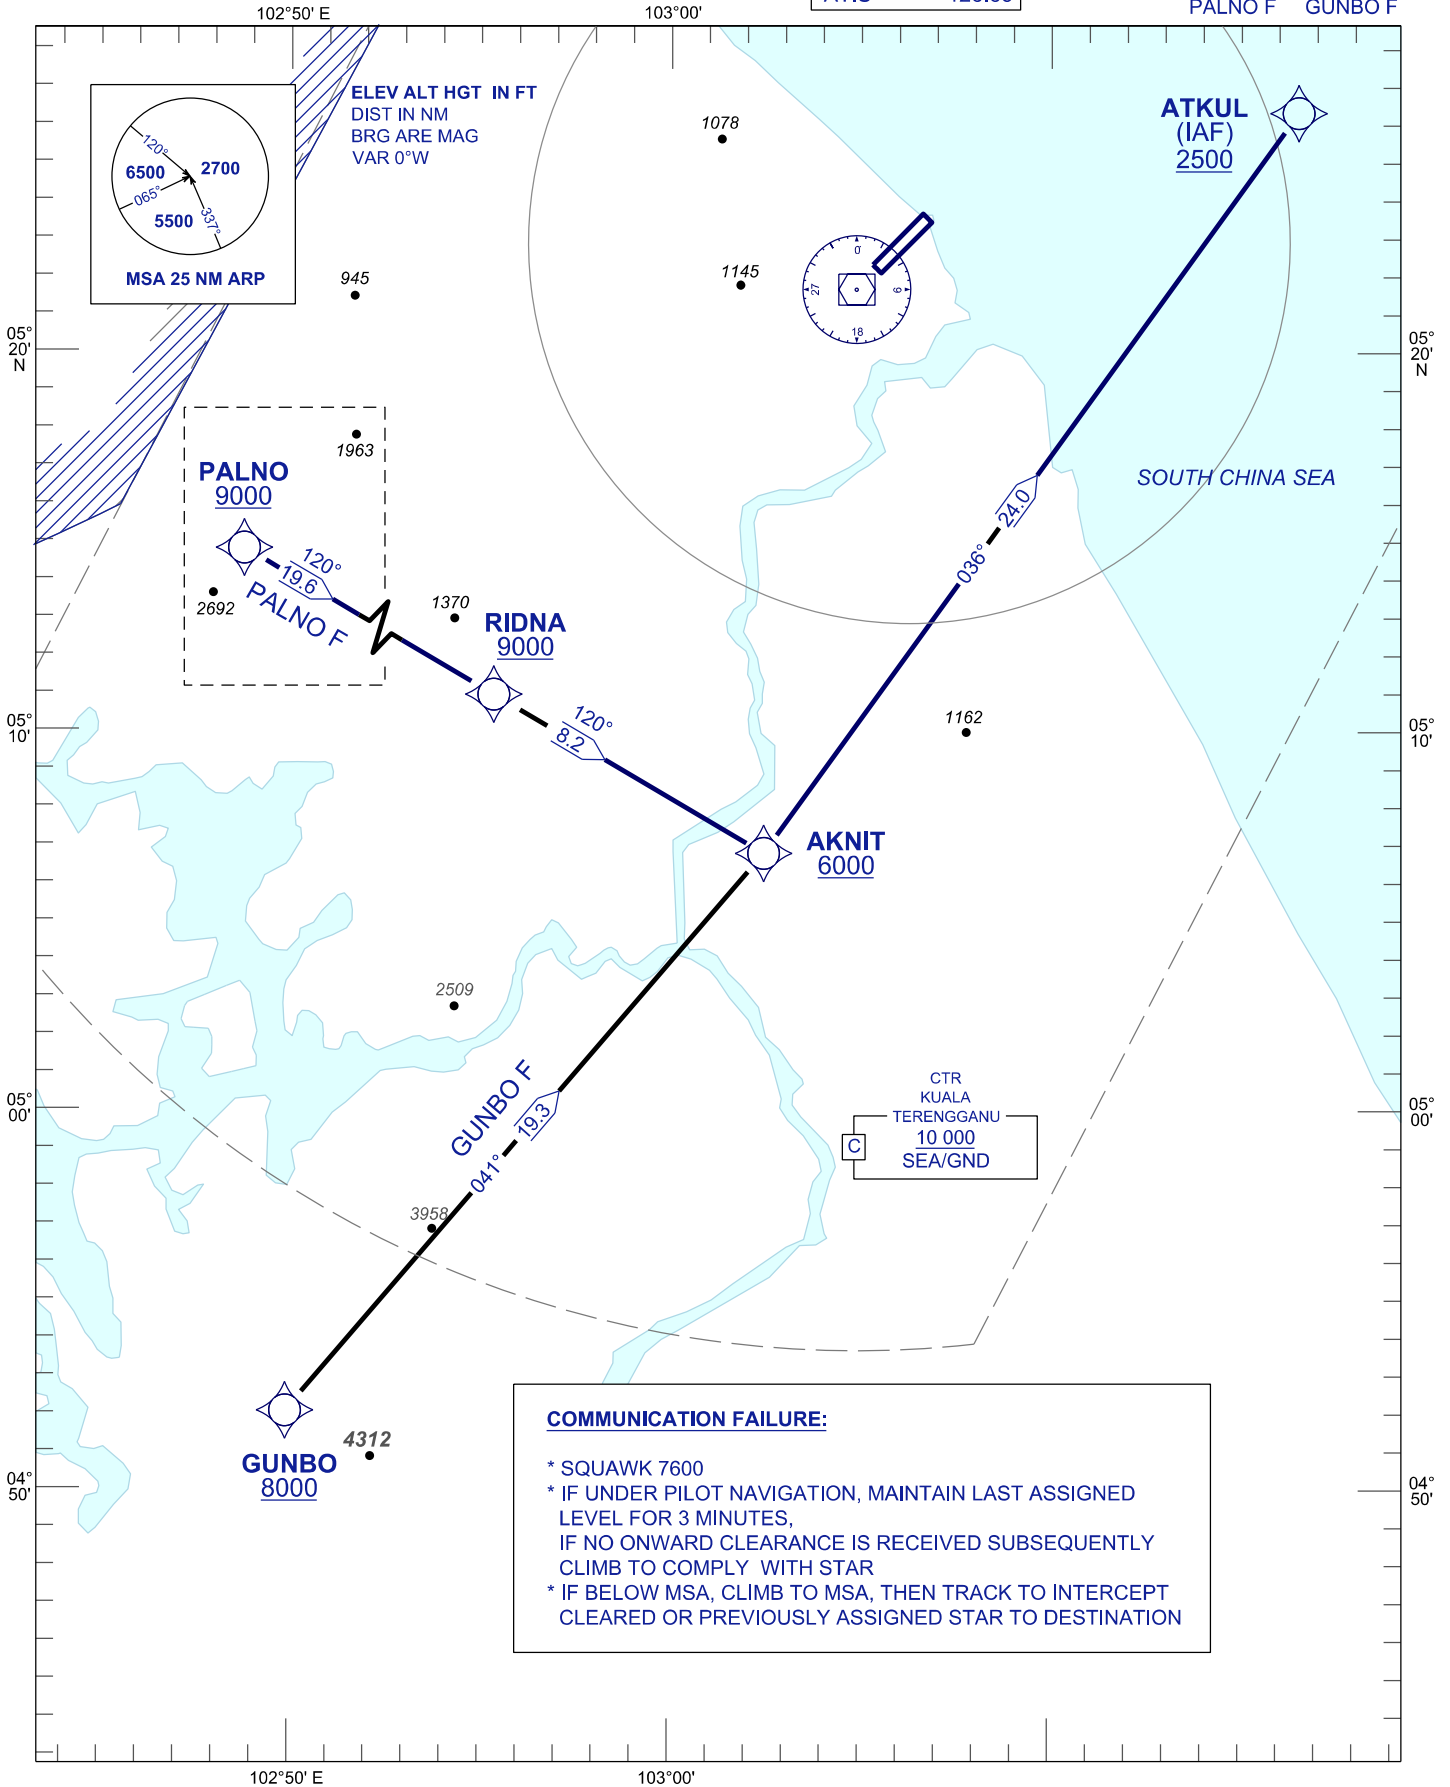 102°50' E
103°00'
PALNO F GUNBO F
ELEV ALT HGT IN FT
DIST IN NM
BRG ARE MAG
VAR 0°W
120°
6500
2700
065°
5500
337°
MSA 25 NM ARP
1078
ATKUL
(IAF)
2500
945
1145
0
9
18
27
05°
20'
N
05°
20'
N
1963
PALNO
9000
SOUTH CHINA SEA
24.0
036°
120°
19.6
PALNO F
2692
1370
RIDNA
9000
120°
8.2
1162
05°
10'
05°
10'
AKNIT
6000
2509
GUNBO F
19.3
041°
CTR
KUALA
TERENGGANU
10 000
SEA/GND
C
05°
00'
05°
00'
3958
GUNBO
8000
4312
04°
50'
05°
50'
COMMUNICATION FAILURE:
* SQUAWK 7600
* IF UNDER PILOT NAVIGATION, MAINTAIN LAST ASSIGNED
LEVEL FOR 3 MINUTES,
IF NO ONWARD CLEARANCE IS RECEIVED SUBSEQUENTLY
CLIMB TO COMPLY WITH STAR
* IF BELOW MSA, CLIMB TO MSA, THEN TRACK TO INTERCEPT
CLEARED OR PREVIOUSLY ASSIGNED STAR TO DESTINATION
102°50' E
103°00'